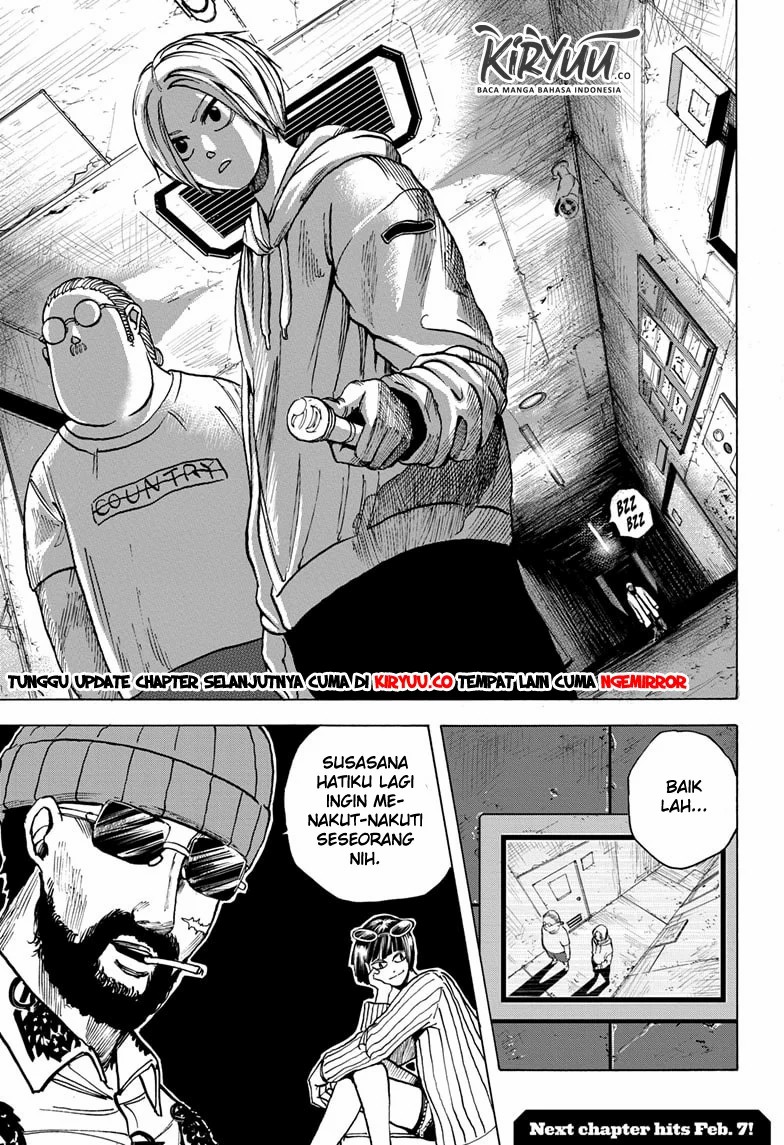 KIRYUU.CO
BACA MANGA BAHASA INDONESIA
COUNTRY
BZZ
BZZ
TUNGGU UPDATE CHAPTER SELANJUTNYA CUMA DI KIRYUU.CO TEMPAT LAIN CUMA NGEMIRROR
BAIK
LAH...
SUSASANA
HATIKU LAGI
INGIN ME-
NAKUT-NAKUTI
SESEORANG
NIH.
Next chapter hits Feb. 7!